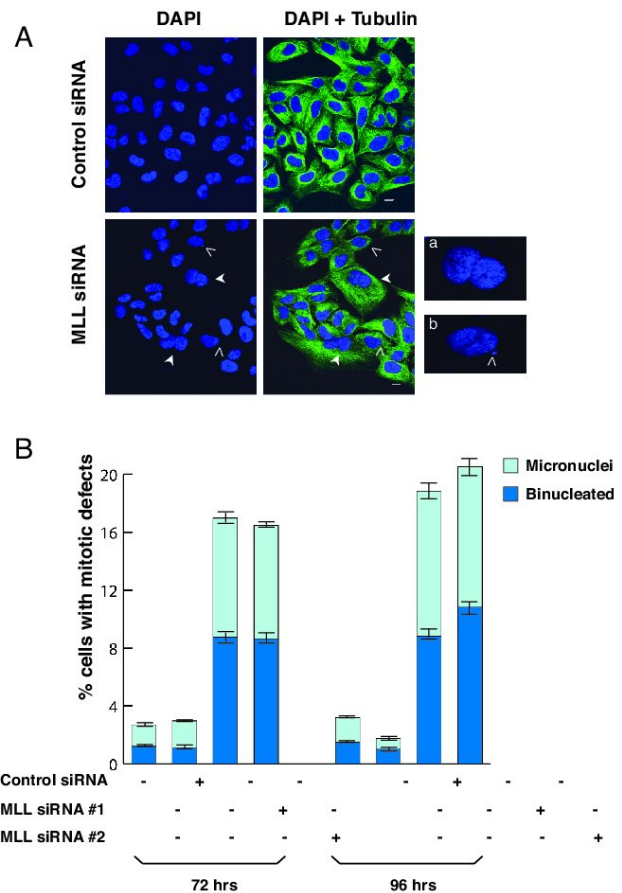 A
DAPI DAPI + Tubulin
Control siRNA
MLL siRNA
a
b
B
% cells with mitotic defects
20
16
12
8
4
0
Micronuclei
Binucleated
Control siRNA - + - - - + - -
MLL siRNA #1 - - + - - - + -
MLL siRNA #2 - - - + - - - +
72 hrs 96 hrs